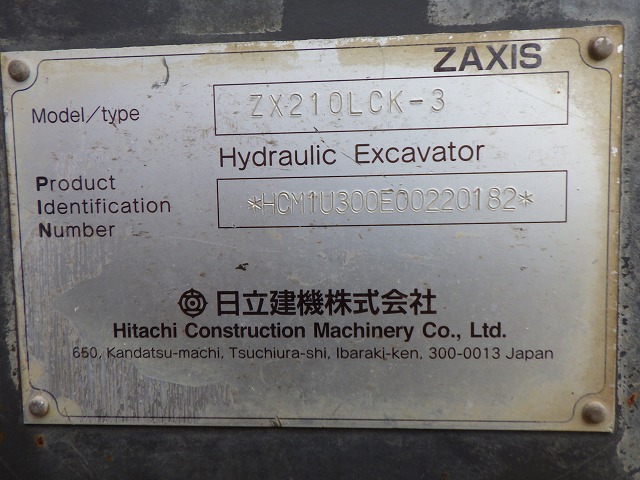 ZAXIS
Model/type ZX210LCK-3
Hydraulic Excavator
Product
Identification
Number
*HCM1U300E00220182*
日立建機株式会社
Hitachi Construction Machinery Co., Ltd.
650, Kandatsu-machi, Tsuchiura-shi, Ibaraki-ken, 300-0013 Japan